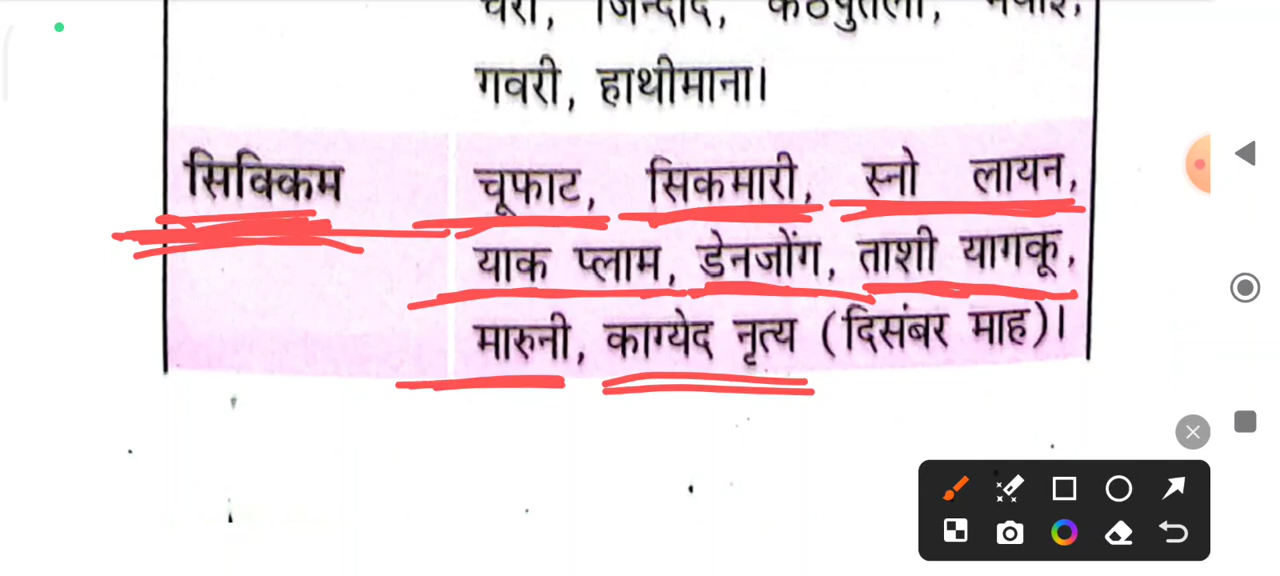 गवरी, हाथीमाना।
सिक्किम चूफाट, सिकमारी, स्नो लायन,
याक प्लाम, डेनजोंग, ताशी यागकू,
मारुनी, काग्येद नृत्य (दिसंबर माह)।